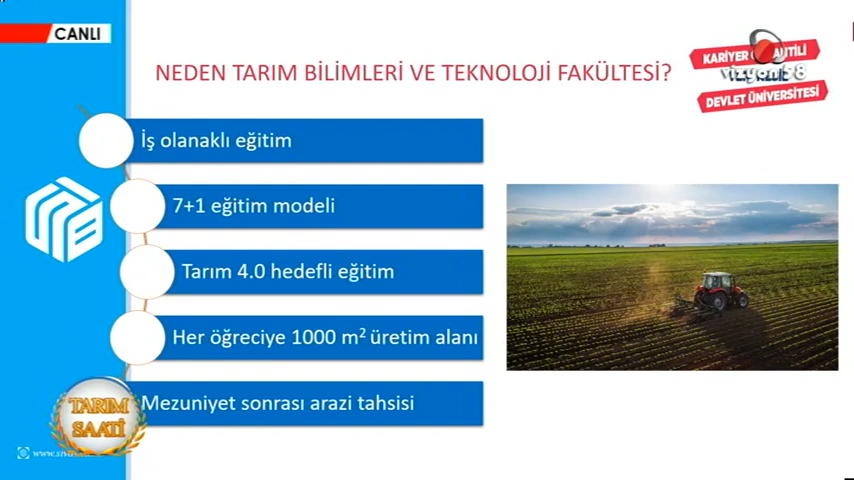 CANLI
NEDEN TARIM BİLİMLERİ VE TEKNOLOJİ FAKÜLTESİ?
KARİYER
vizyon 58
DEVLET ÜNİVERSİTESİ
İş olanaklı eğitim
7+1 eğitim modeli
Tarım 4.0 hedefli eğitim
Her öğreciye 1000 m² üretim alanı
Mezuniyet sonrası arazi tahsisi
TARIM
SAATİ